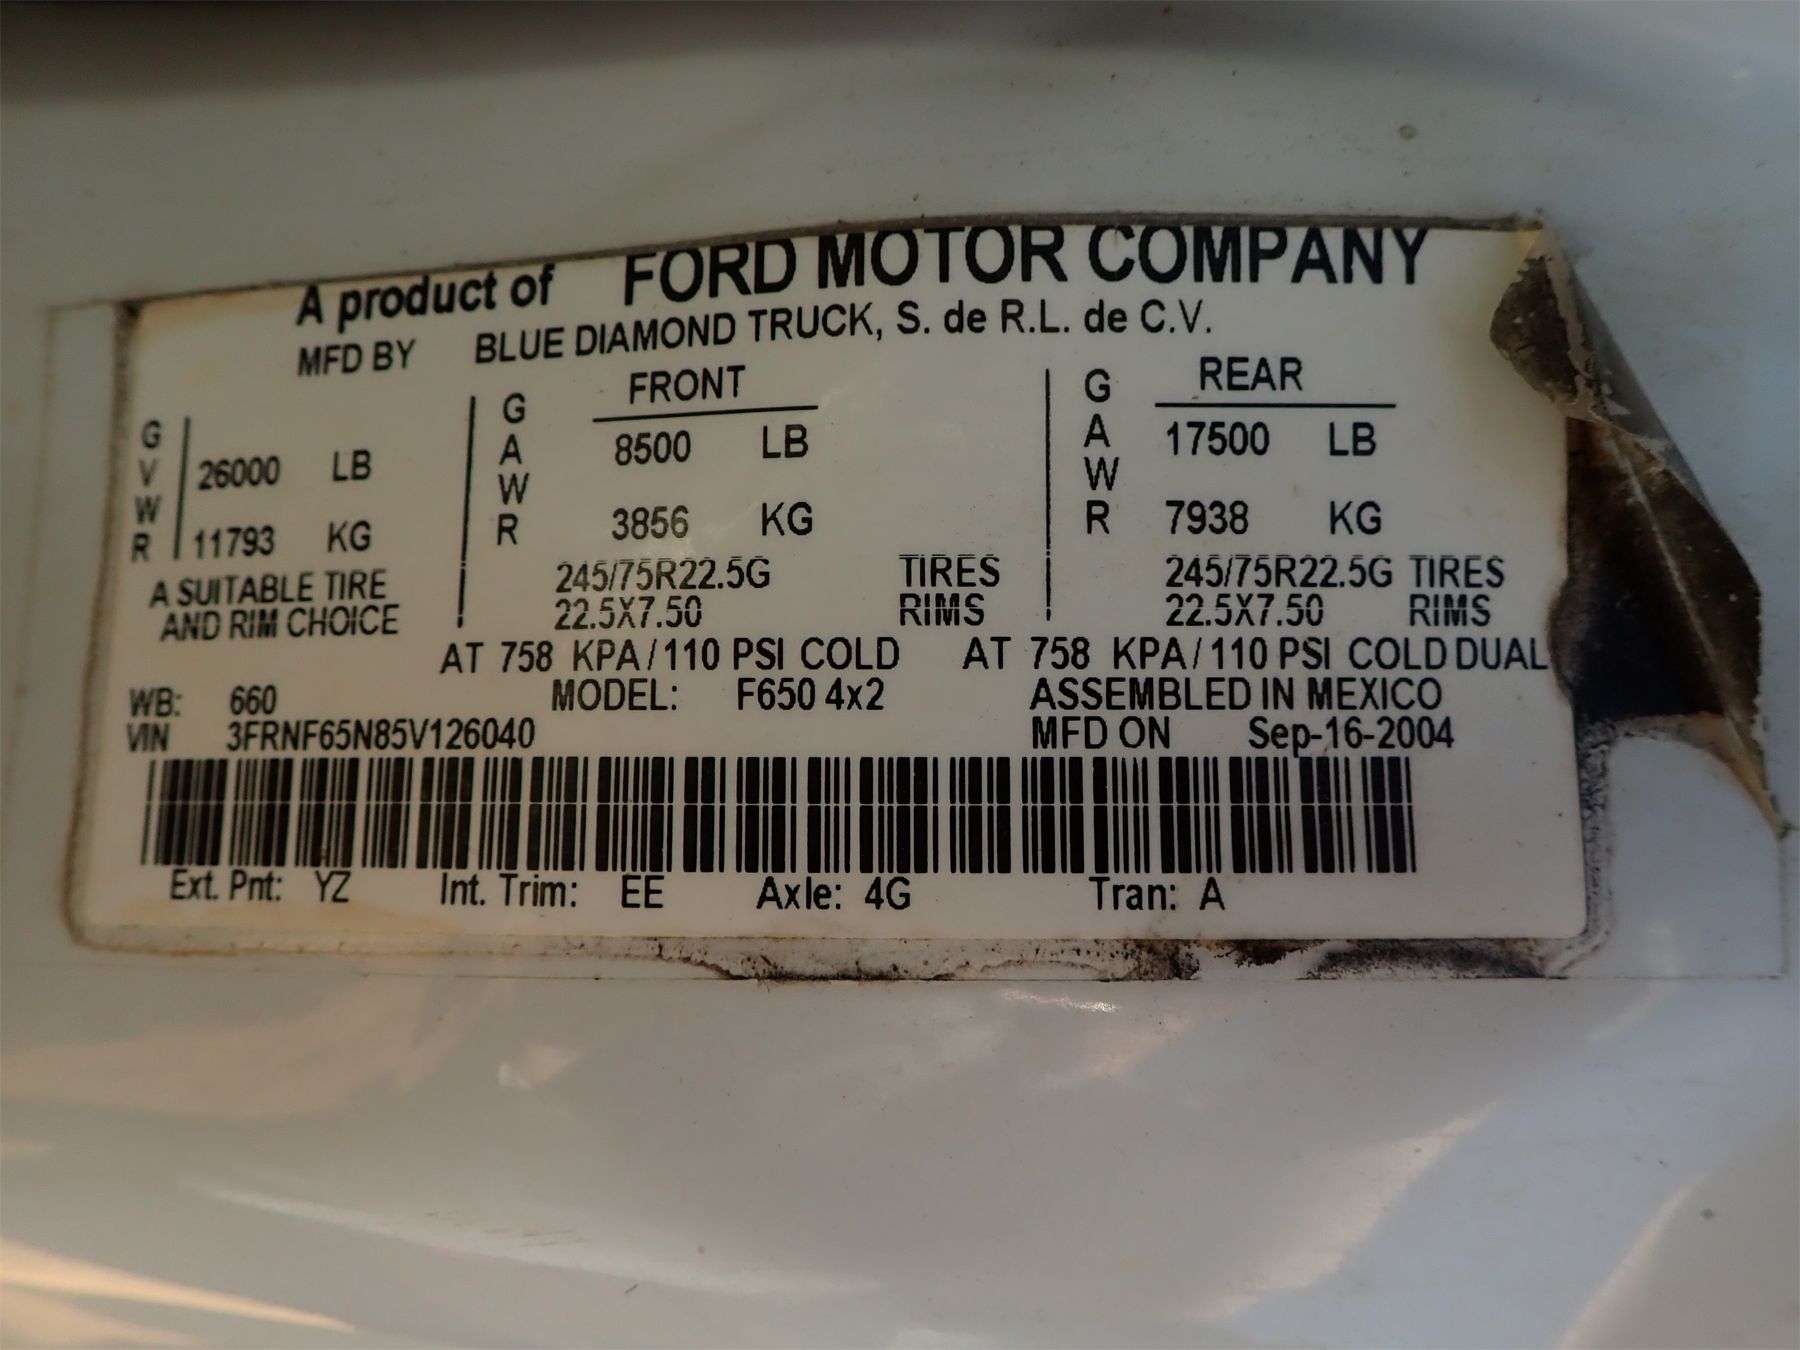 A product of FORD MOTOR COMPANY
MFD BY BLUE DIAMOND TRUCK, S. de R.L. de C.V.
GVWR 26000 LB 11793 KG
GAWR FRONT 8500 LB 3856 KG
GAWR REAR 17500 LB 7938 KG
A SUITABLE TIRE 245/75R22.5G TIRES 245/75R22.5G TIRES
AND RIM CHOICE 22.5X7.50 RIMS 22.5X7.50 RIMS
AT 758 KPA/110 PSI COLD AT 758 KPA/110 PSI COLD DUAL
WB: 660 MODEL: F650 4x2 ASSEMBLED IN MEXICO
VIN 3FRNF65N85V126040 MFD ON Sep-16-2004
Ext. Pnt: YZ Int. Trim: EE Axle: 4G Tran: A